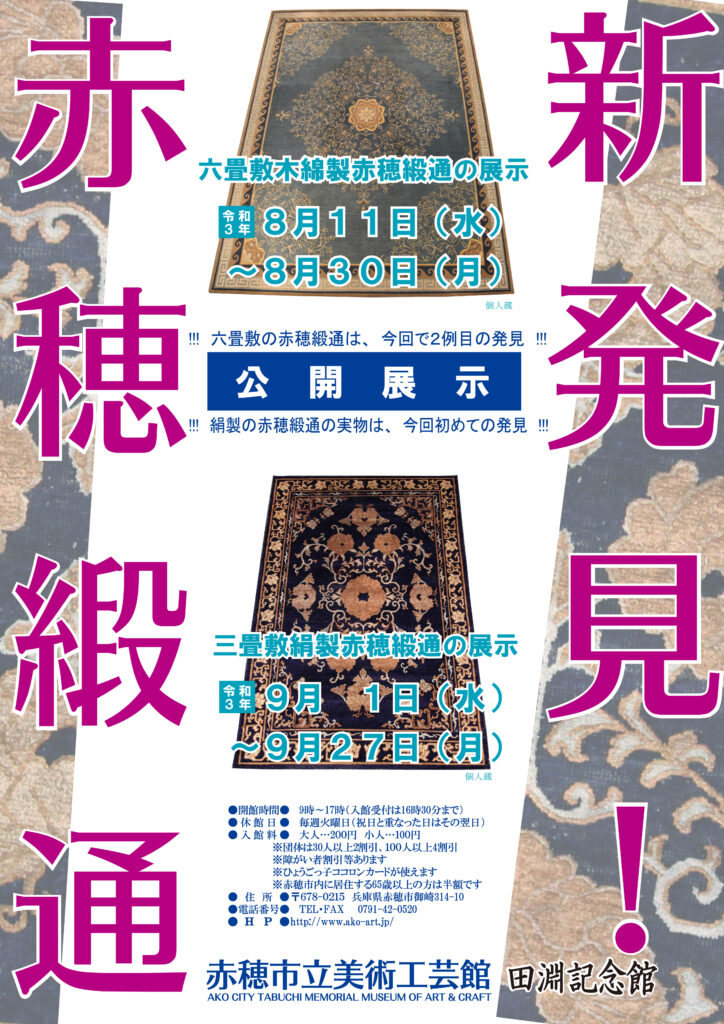 新発見！
赤穂緞通
六畳敷木綿製赤穂緞通の展示
令和3年 8月11日（水）
～8月30日（月）
個人蔵
!!! 六畳敷の赤穂緞通は、今回で2例目の発見 !!!
公開展示
!!! 絹製の赤穂緞通の実物は、今回初めての発見 !!!
三畳敷絹製赤穂緞通の展示
令和3年 9月 1日（水）
～9月27日（月）
個人蔵
●開館時間● 9時～17時（入館受付は16時30分まで）
●休館日● 毎週火曜日（祝日と重なった日はその翌日）
●入館料● 大人…200円 小人…100円
※団体は30人以上2割引、100人以上4割引
※障がい者割引等あります
※ひょうごっ子ココロンカードが使えます
※赤穂市内に居住する65歳以上の方は半額です
●住所●〒678-0215 兵庫県赤穂市御崎314-10
●電話番号● TEL・FAX 0791-42-0520
●HP●http://www.ako-art.jp/
赤穂市立美術工芸館 田淵記念館
AKO CITY TABUCHI MEMORIAL MUSEUM OF ART & CRAFT